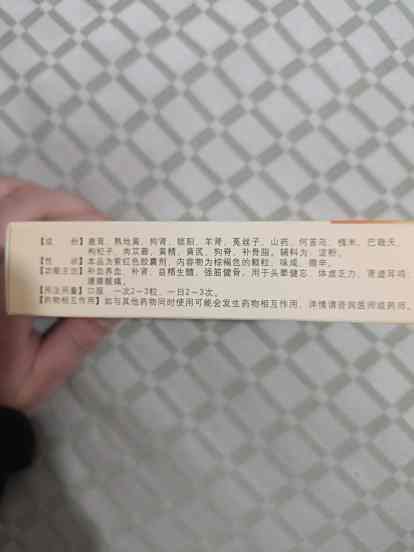 【成　　份】鹿茸、熟地黄、狗肾、锁阳、羊肾、菟丝子、山药、何首乌、槐米、巴戟天、
枸杞子、肉苁蓉、黄精、黄芪、狗脊、补骨脂。辅料为：淀粉。
【性　　状】本品为紫红色胶囊剂，内容物为棕褐色的颗粒；味咸、微辛。
【功能主治】补血养血、补肾、益精生髓，强筋健骨。用于头晕健忘、体虚乏力、肾虚耳鸣、
腰膝酸痛。
【用法用量】口服，一次2～3粒，一日2～3次。
【药物相互作用】如与其他药物同时使用可能会发生药物相互作用，详情请咨询医师或药师。